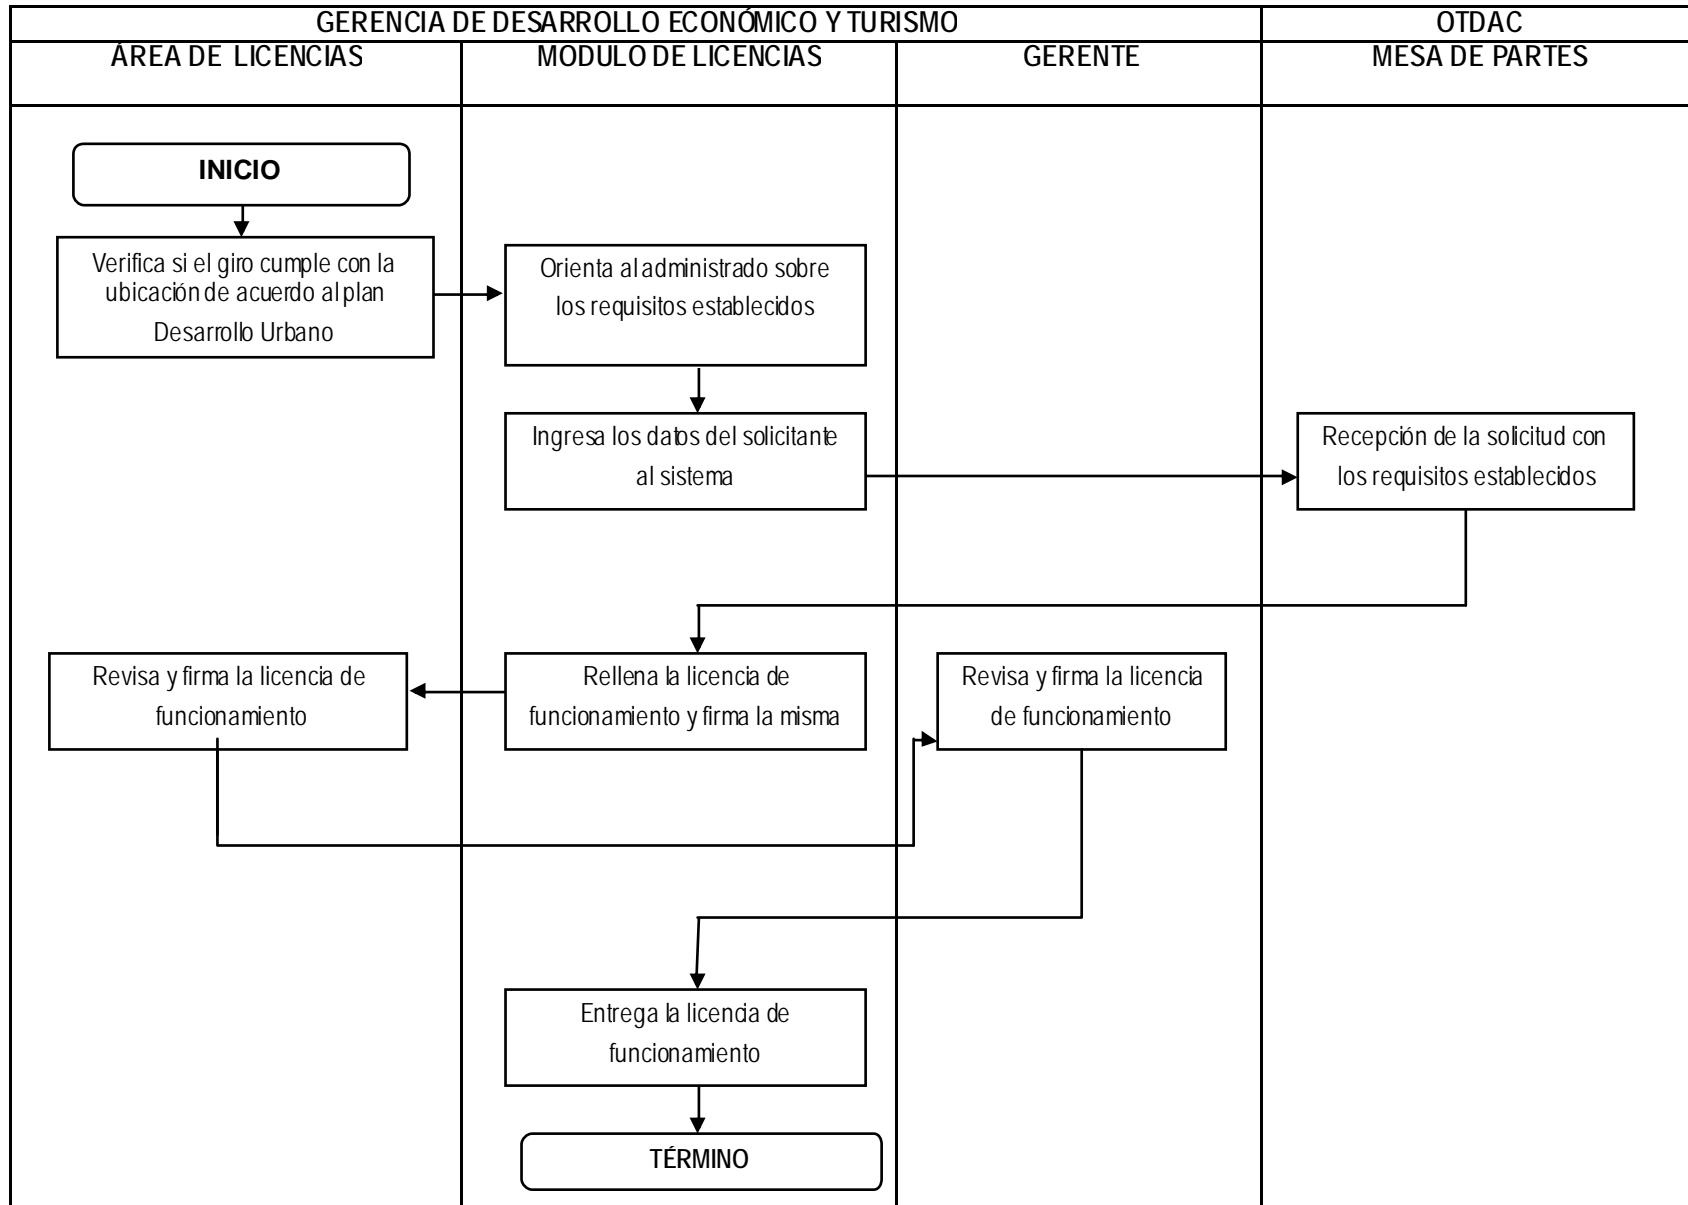 GERENCIA DE DESARROLLO ECONÓMICO Y TURISMO
OTDAC
ÁREA DE LICENCIAS
MODULO DE LICENCIAS
GERENTE
MESA DE PARTES
INICIO
Verifica si el giro cumple con la
ubicación de acuerdo al plan
Desarrollo Urbano
Orienta al administrado sobre
los requisitos establecidos
Ingresa los datos del solicitante
al sistema
Recepción de la solicitud con
los requisitos establecidos
Revisa y firma la licencia de
funcionamiento
Rellena la licencia de
funcionamiento y firma la misma
Revisa y firma la licencia
de funcionamiento
Entrega la licencia de
funcionamiento
TÉRMINO